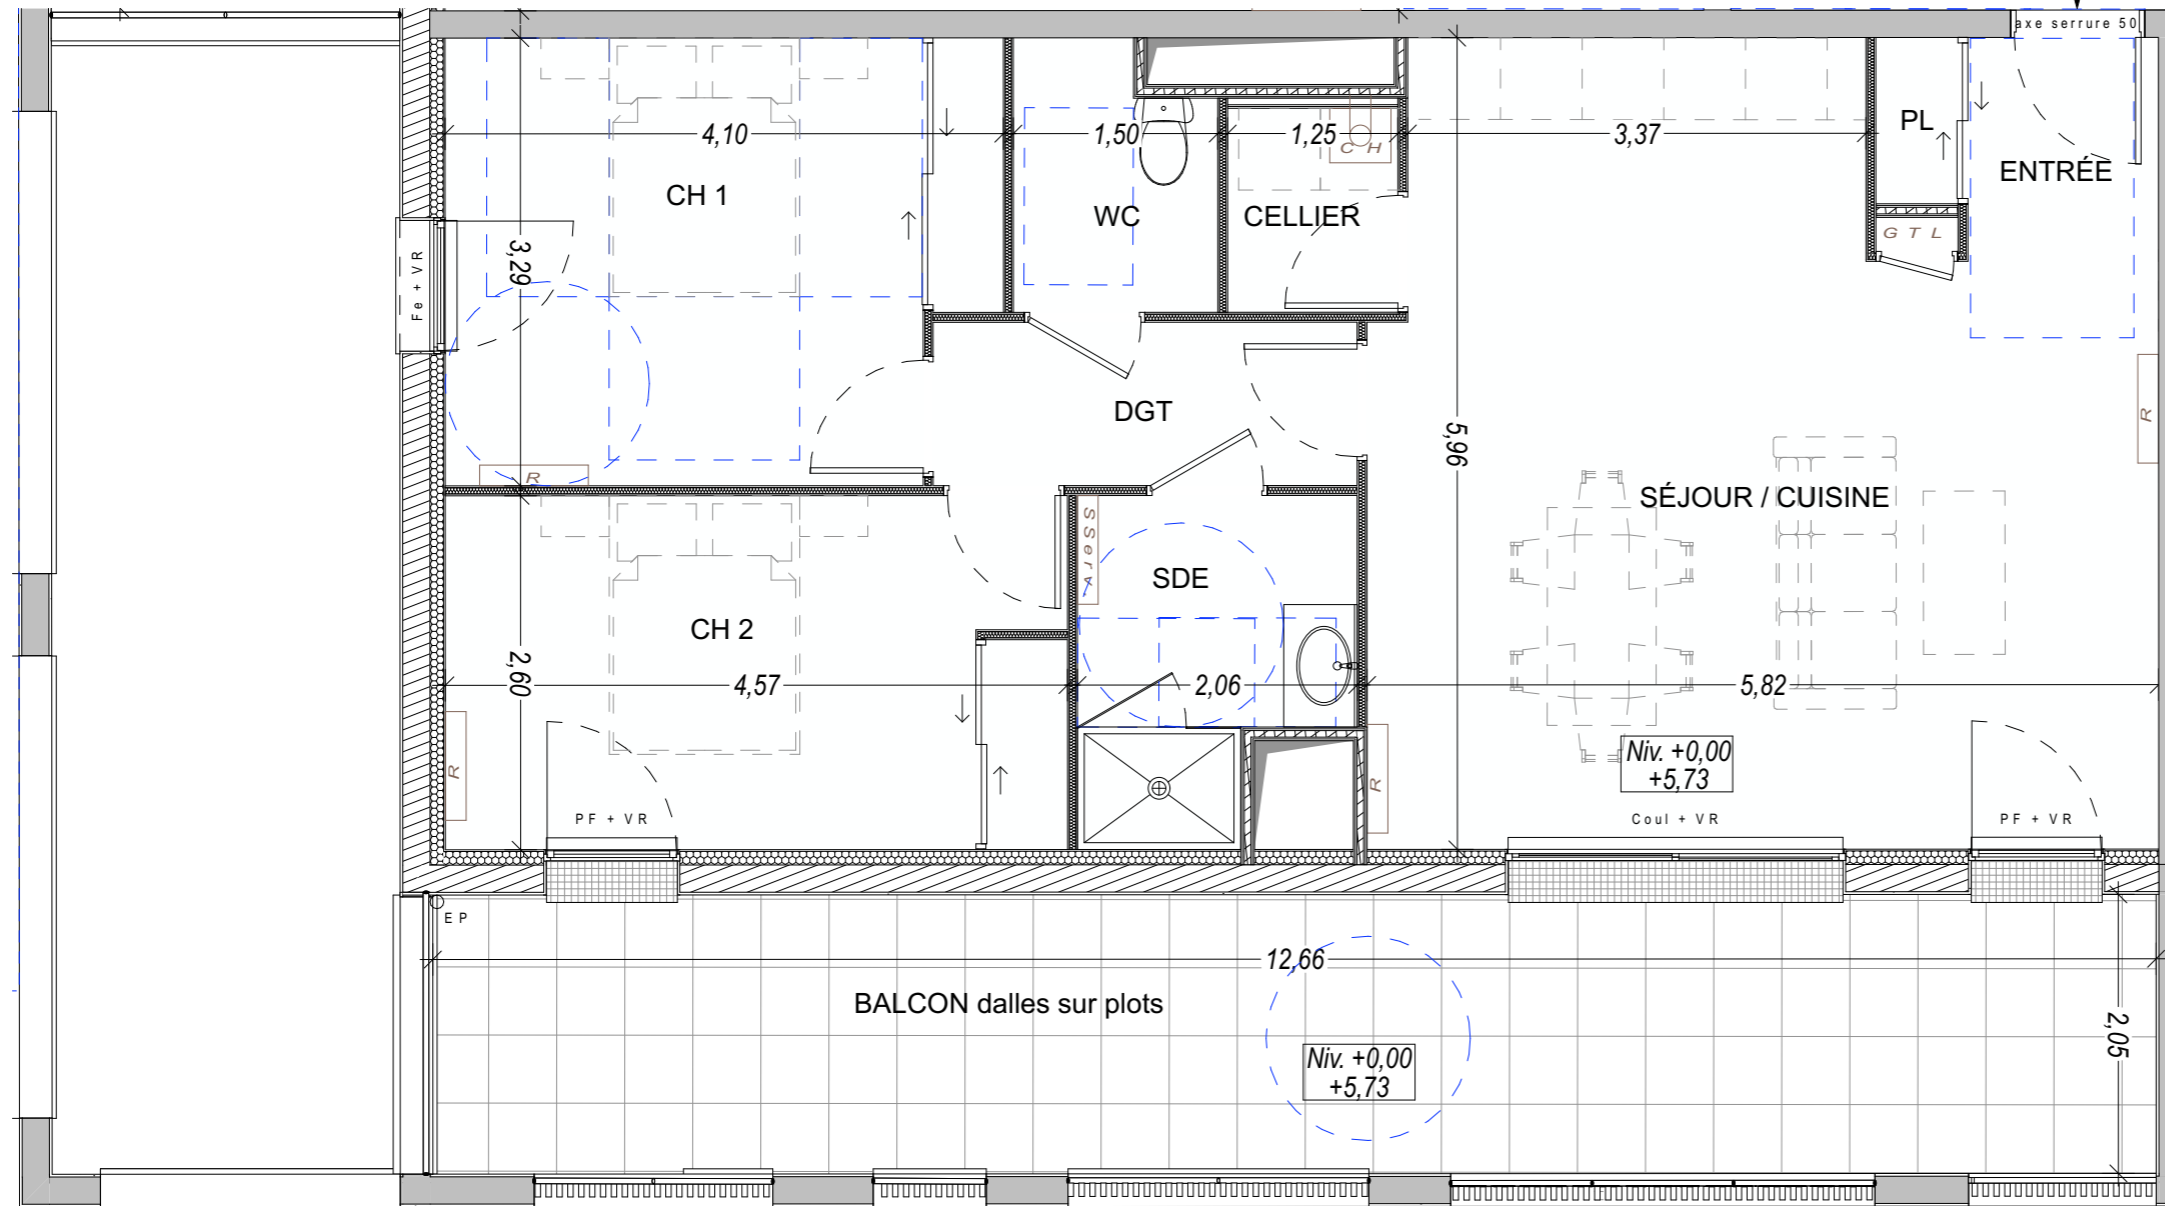 axe serrure 50
4,10
1,50
1,25
3,37
PL
C H
ENTRÉE
CH 1
WC
CELLIER
G T L
3,29
Fe + VR
DGT
R
5,96
R
SÉJOUR / CUISINE
SServ
SDE
CH 2
2,60
4,57
2,06
5,82
R
R
Niv. +0,00
+5,73
PF + VR
Coul + VR
PF + VR
E P
12,66
BALCON dalles sur plots
2,05
Niv. +0,00
+5,73